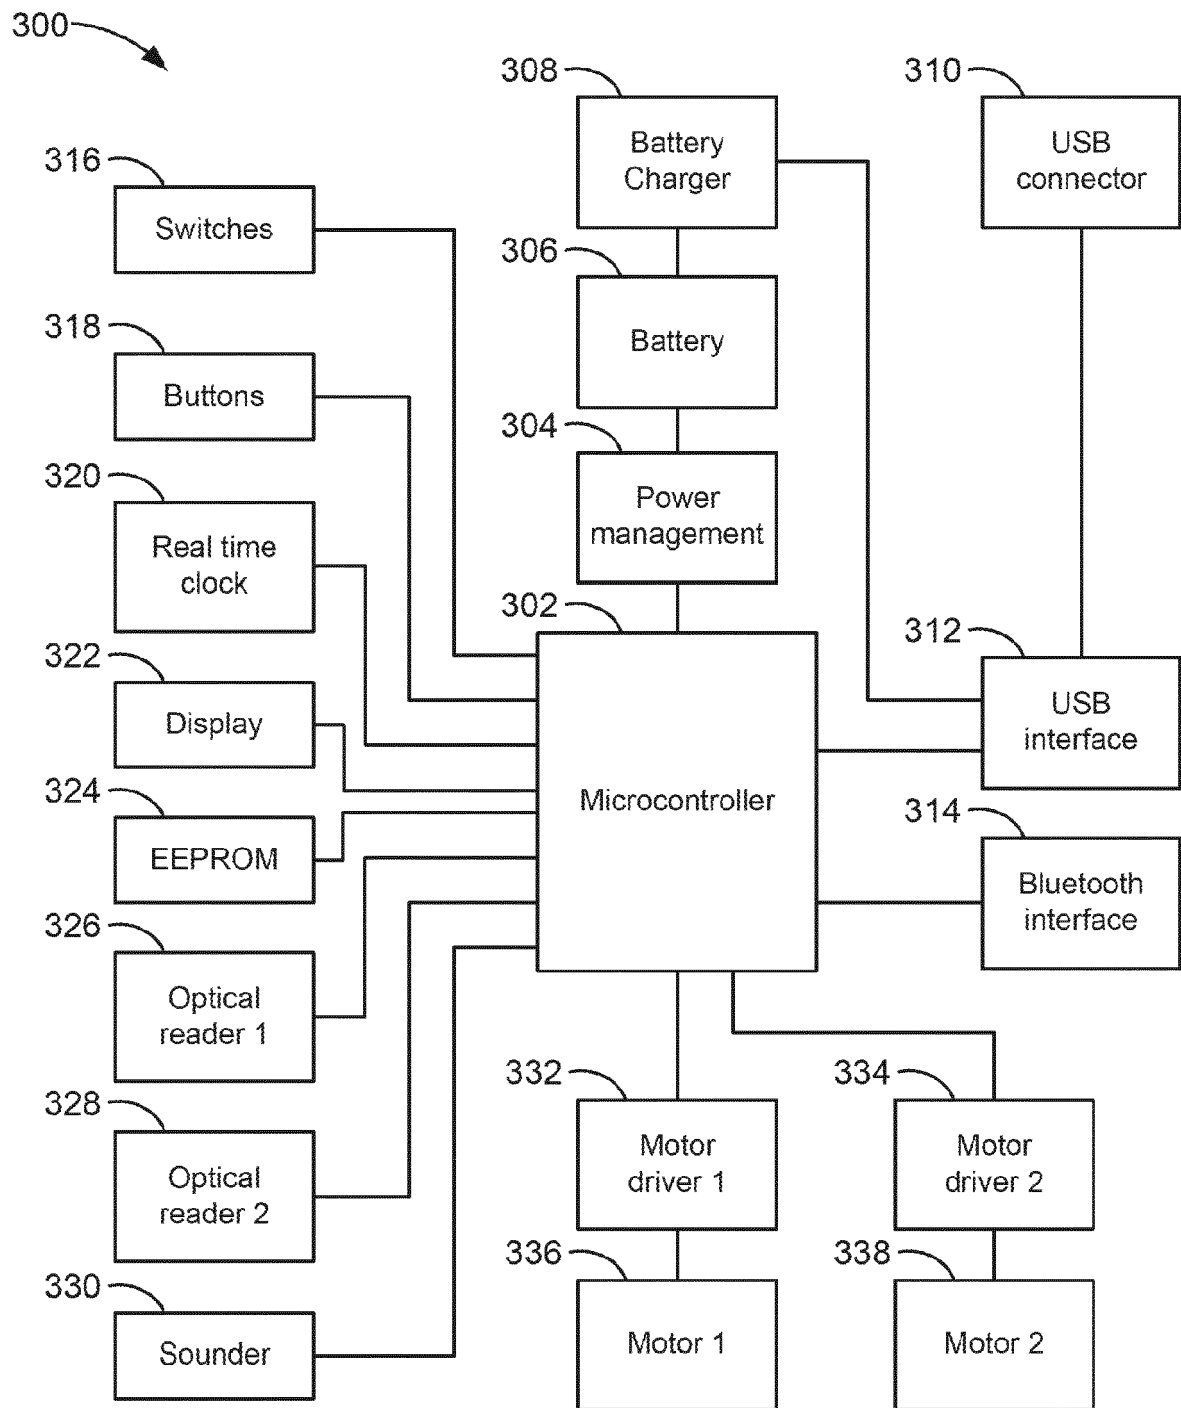 300
308
310
316
Battery
Charger
USB
connector
Switches
306
318
Battery
Buttons
304
320
Power
management
Real time
clock
302
312
322
USB
interface
Display
324
Microcontroller
314
EEPROM
Bluetooth
interface
326
Optical
reader 1
332
334
328
Motor
driver 1
Motor
driver 2
Optical
reader 2
336
338
330
Motor 1
Motor 2
Sounder